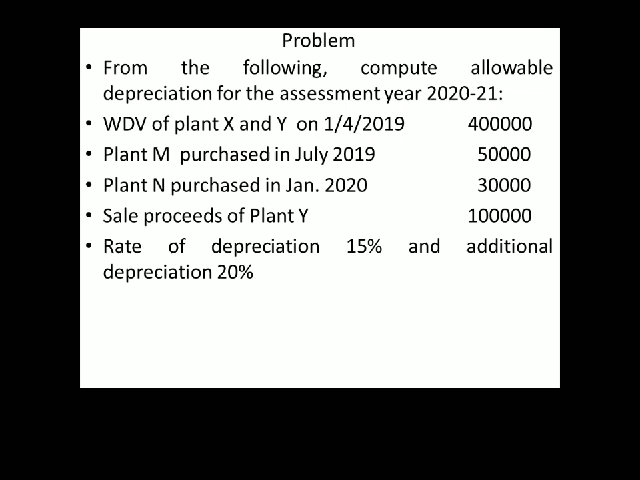 Problem
• From the following, compute allowable
depreciation for the assessment year 2020-21:
• WDV of plant X and Y on 1/4/2019 400000
• Plant M purchased in July 2019 50000
• Plant N purchased in Jan. 2020 30000
• Sale proceeds of Plant Y 100000
• Rate of depreciation 15% and additional
depreciation 20%